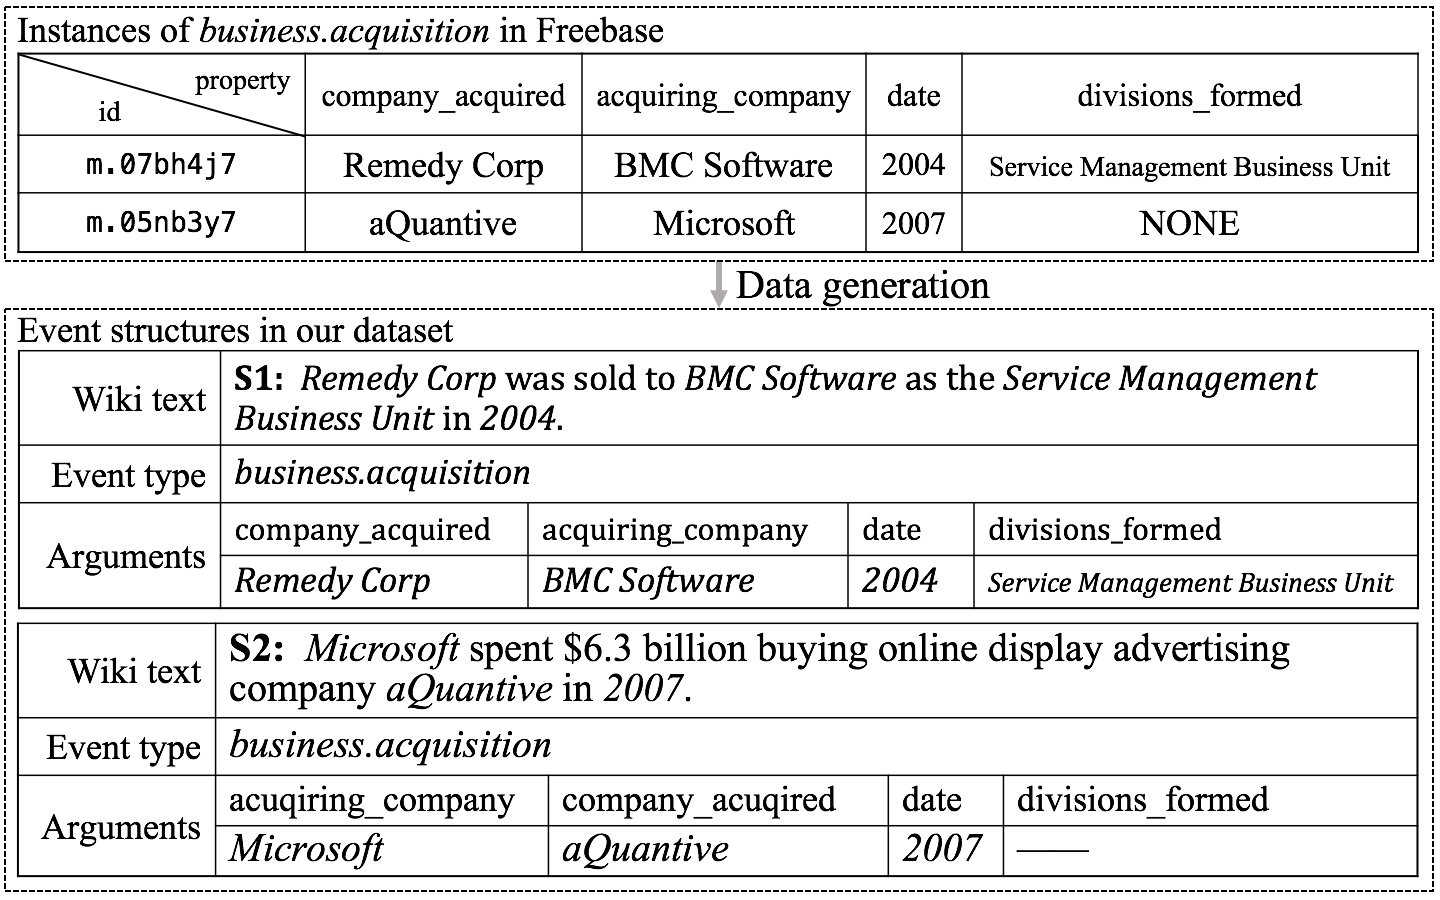 Instances of business.acquisition in Freebase
property
id
company_acquired acquiring_company date divisions_formed
m.07bh4j7 Remedy Corp BMC Software 2004 Service Management Business Unit
m.05nb3y7 aQuantive Microsoft 2007 NONE
Data generation
Event structures in our dataset
Wiki text S1: Remedy Corp was sold to BMC Software as the Service Management
Business Unit in 2004.
Event type business.acquisition
Arguments company_acquired acquiring_company date divisions_formed
Remedy Corp BMC Software 2004 Service Management Business Unit
Wiki text S2: Microsoft spent $6.3 billion buying online display advertising
company aQuantive in 2007.
Event type business.acquisition
Arguments acuqiring_company company_acuqired date divisions_formed
Microsoft aQuantive 2007 ——